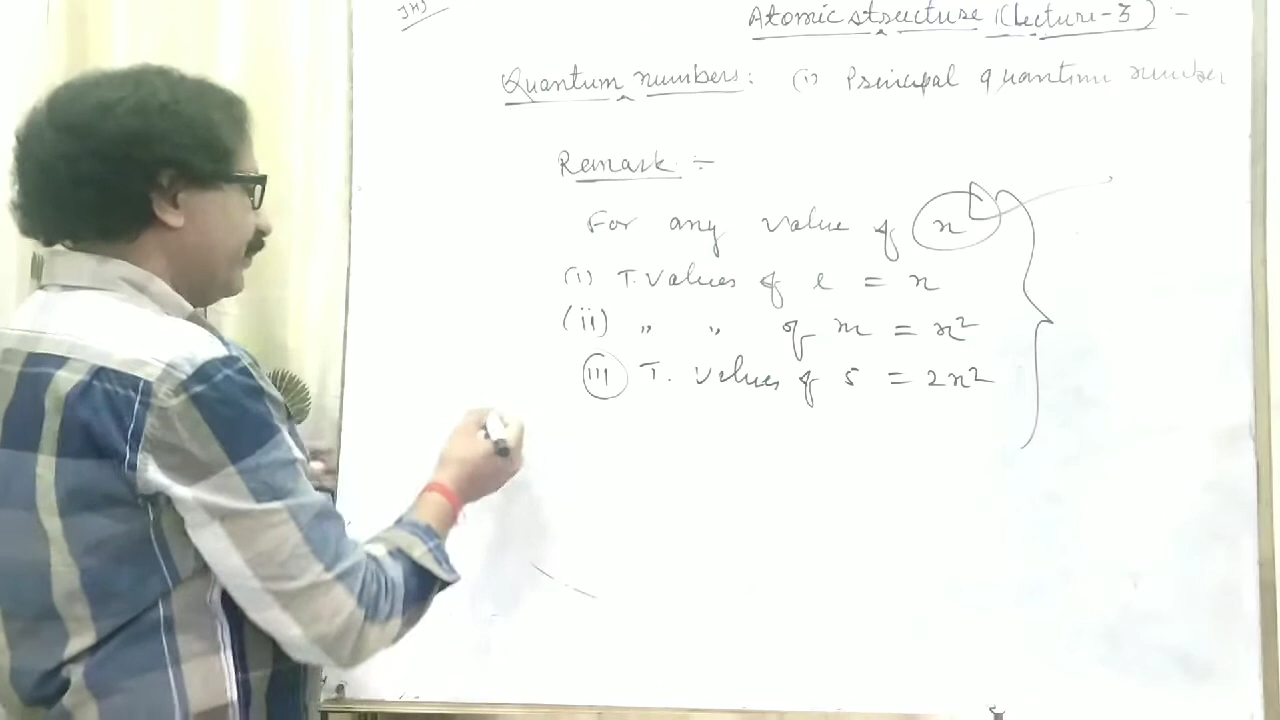 Atomic structure (Lecture-3) :-
Quantum numbers: (i) Principal quantum number
Remark :-
For any value of n
(i) T. Values of l = n
(ii) " " of m = n²
(iii) T. Values of s = 2n²